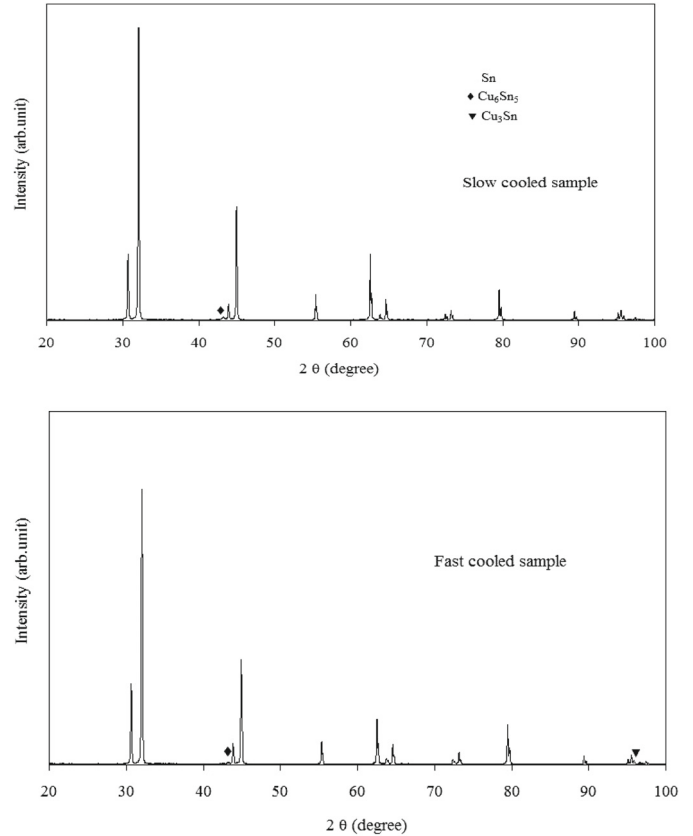 Intensity (arb.unit)
Sn
♦ Cu₆Sn₅
▼ Cu₃Sn
Slow cooled sample
20 30 40 50 60 70 80 90 100
2 θ (degree)
Intensity (arb.unit)
Fast cooled sample
20 30 40 50 60 70 80 90 100
2 θ (degree)